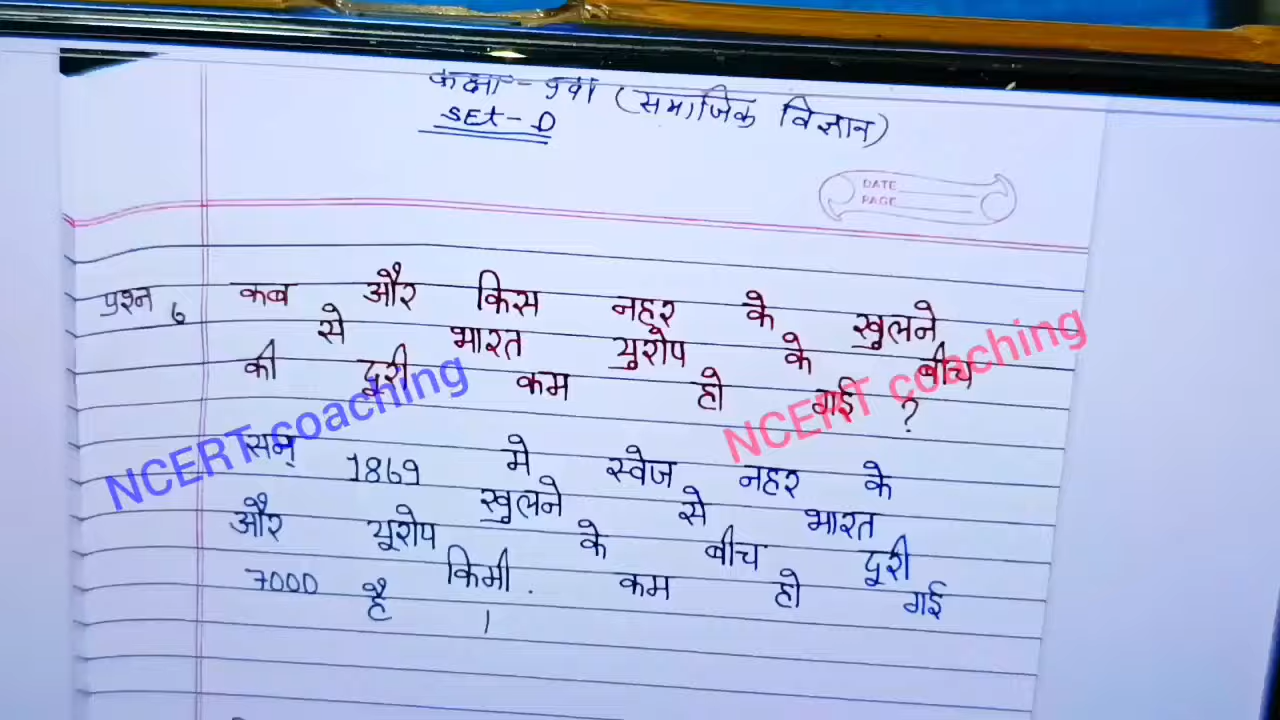 कक्षा - 9वीं (समाजिक विज्ञान)
SET - D
DATE
PAGE
प्रश्न 6 कब और किस नहर के खुलने
से भारत युरोप के बीच
की दूरी कम हो गई ?
सन् 1869 मे स्वेज नहर के
खुलने से भारत
और यूरोप के बीच दूरी
7000 किमी. कम हो गई
है ।
NCERT coaching
NCERT coaching